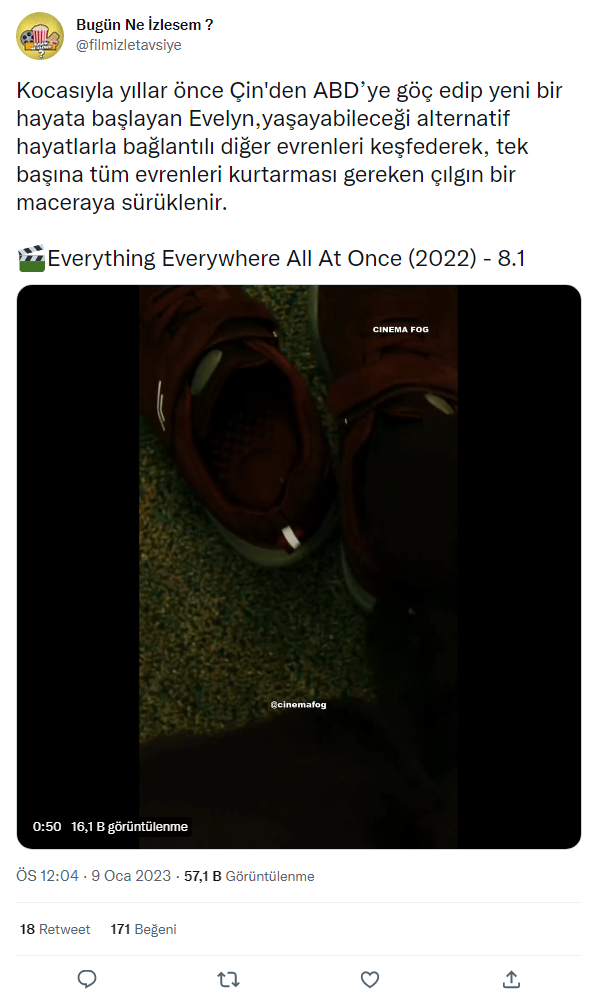 Bugün Ne İzlesem ?
@filmizletavsiye
Kocasıyla yıllar önce Çin'den ABD’ye göç edip yeni bir
hayata başlayan Evelyn,yaşayabileceği alternatif
hayatlarla bağlantılı diğer evrenleri keşfederek, tek
başına tüm evrenleri kurtarması gereken çılgın bir
maceraya sürüklenir.
🎬Everything Everywhere All At Once (2022) - 8.1
CINEMA FOG
@cinemafog
0:50 16,1 B görüntülenme
ÖS 12:04 · 9 Oca 2023 · 57,1 B Görüntülenme
18 Retweet 171 Beğeni